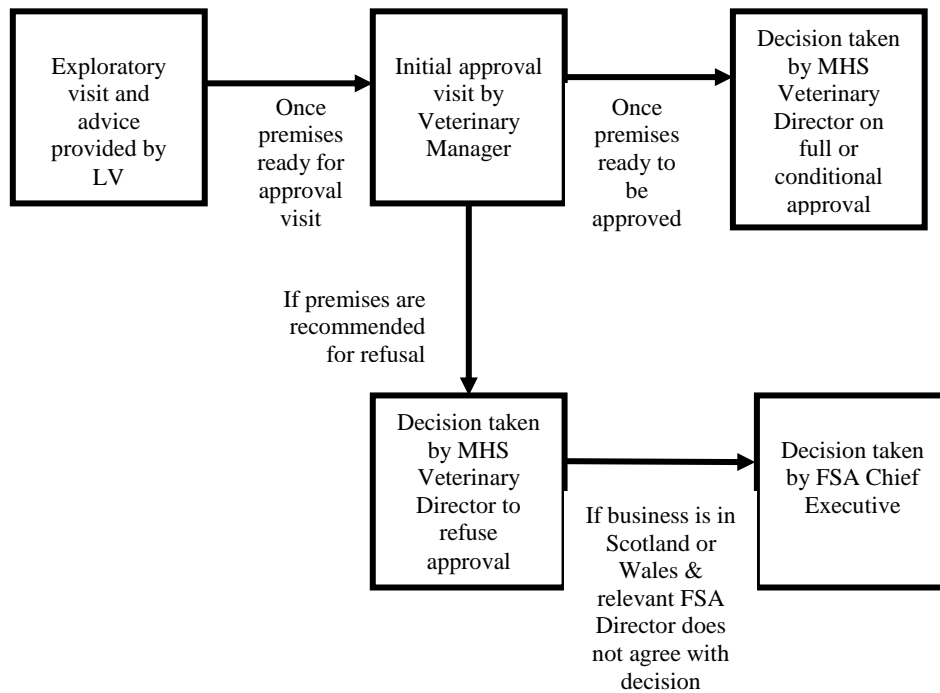 Exploratory
visit and
advice
provided by
LV
Once
premises
ready for
approval
visit
Initial approval
visit by
Veterinary
Manager
Once
premises
ready to
be
approved
Decision taken
by MHS
Veterinary
Director on
full or
conditional
approval
If premises are
recommended
for refusal
Decision taken
by MHS
Veterinary
Director to
refuse
approval
If business is in
Scotland or
Wales &
relevant FSA
Director does
not agree with
decision
Decision taken
by FSA Chief
Executive